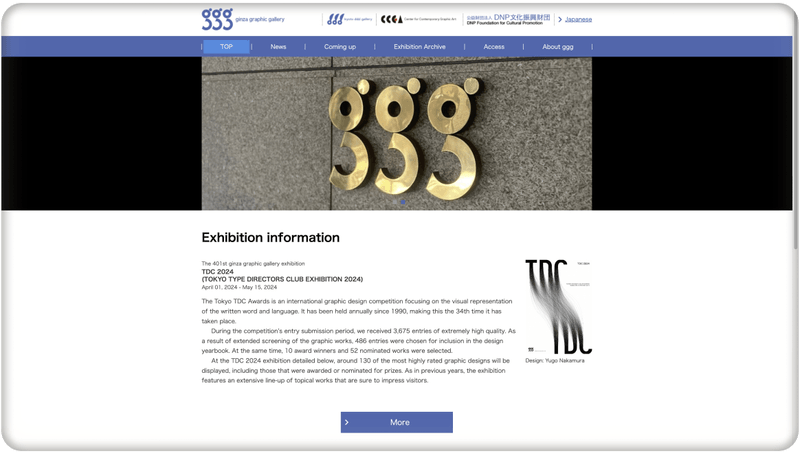 ggg ginza graphic gallery
kyoto ddd gallery
CCGA Center for Contemporary Graphic Art
公益財団法人 DNP文化振興財団
DNP Foundation for Cultural Promotion
Japanese
TOP News Coming up Exhibition Archive Access About ggg
ggg
Exhibition information
The 401st ginza graphic gallery exhibition
TDC 2024
(TOKYO TYPE DIRECTORS CLUB EXHIBITION 2024)
April 01, 2024 - May 15, 2024
The Tokyo TDC Awards is an international graphic design competition focusing on the visual representation
of the written word and language. It has been held annually since 1990, making this the 34th time it has
taken place.
During the competition's entry submission period, we received 3,675 entries of extremely high quality. As
a result of extended screening of the graphic works, 486 entries were chosen for inclusion in the design
yearbook. At the same time, 10 award winners and 52 nominated works were selected.
At the TDC 2024 exhibition detailed below, around 130 of the most highly rated graphic designs will be
displayed, including those that were awarded or nominated for prizes. As in previous years, the exhibition
features an extensive line-up of topical works that are sure to impress visitors.
TDC
TDC
Design: Yugo Nakamura
More